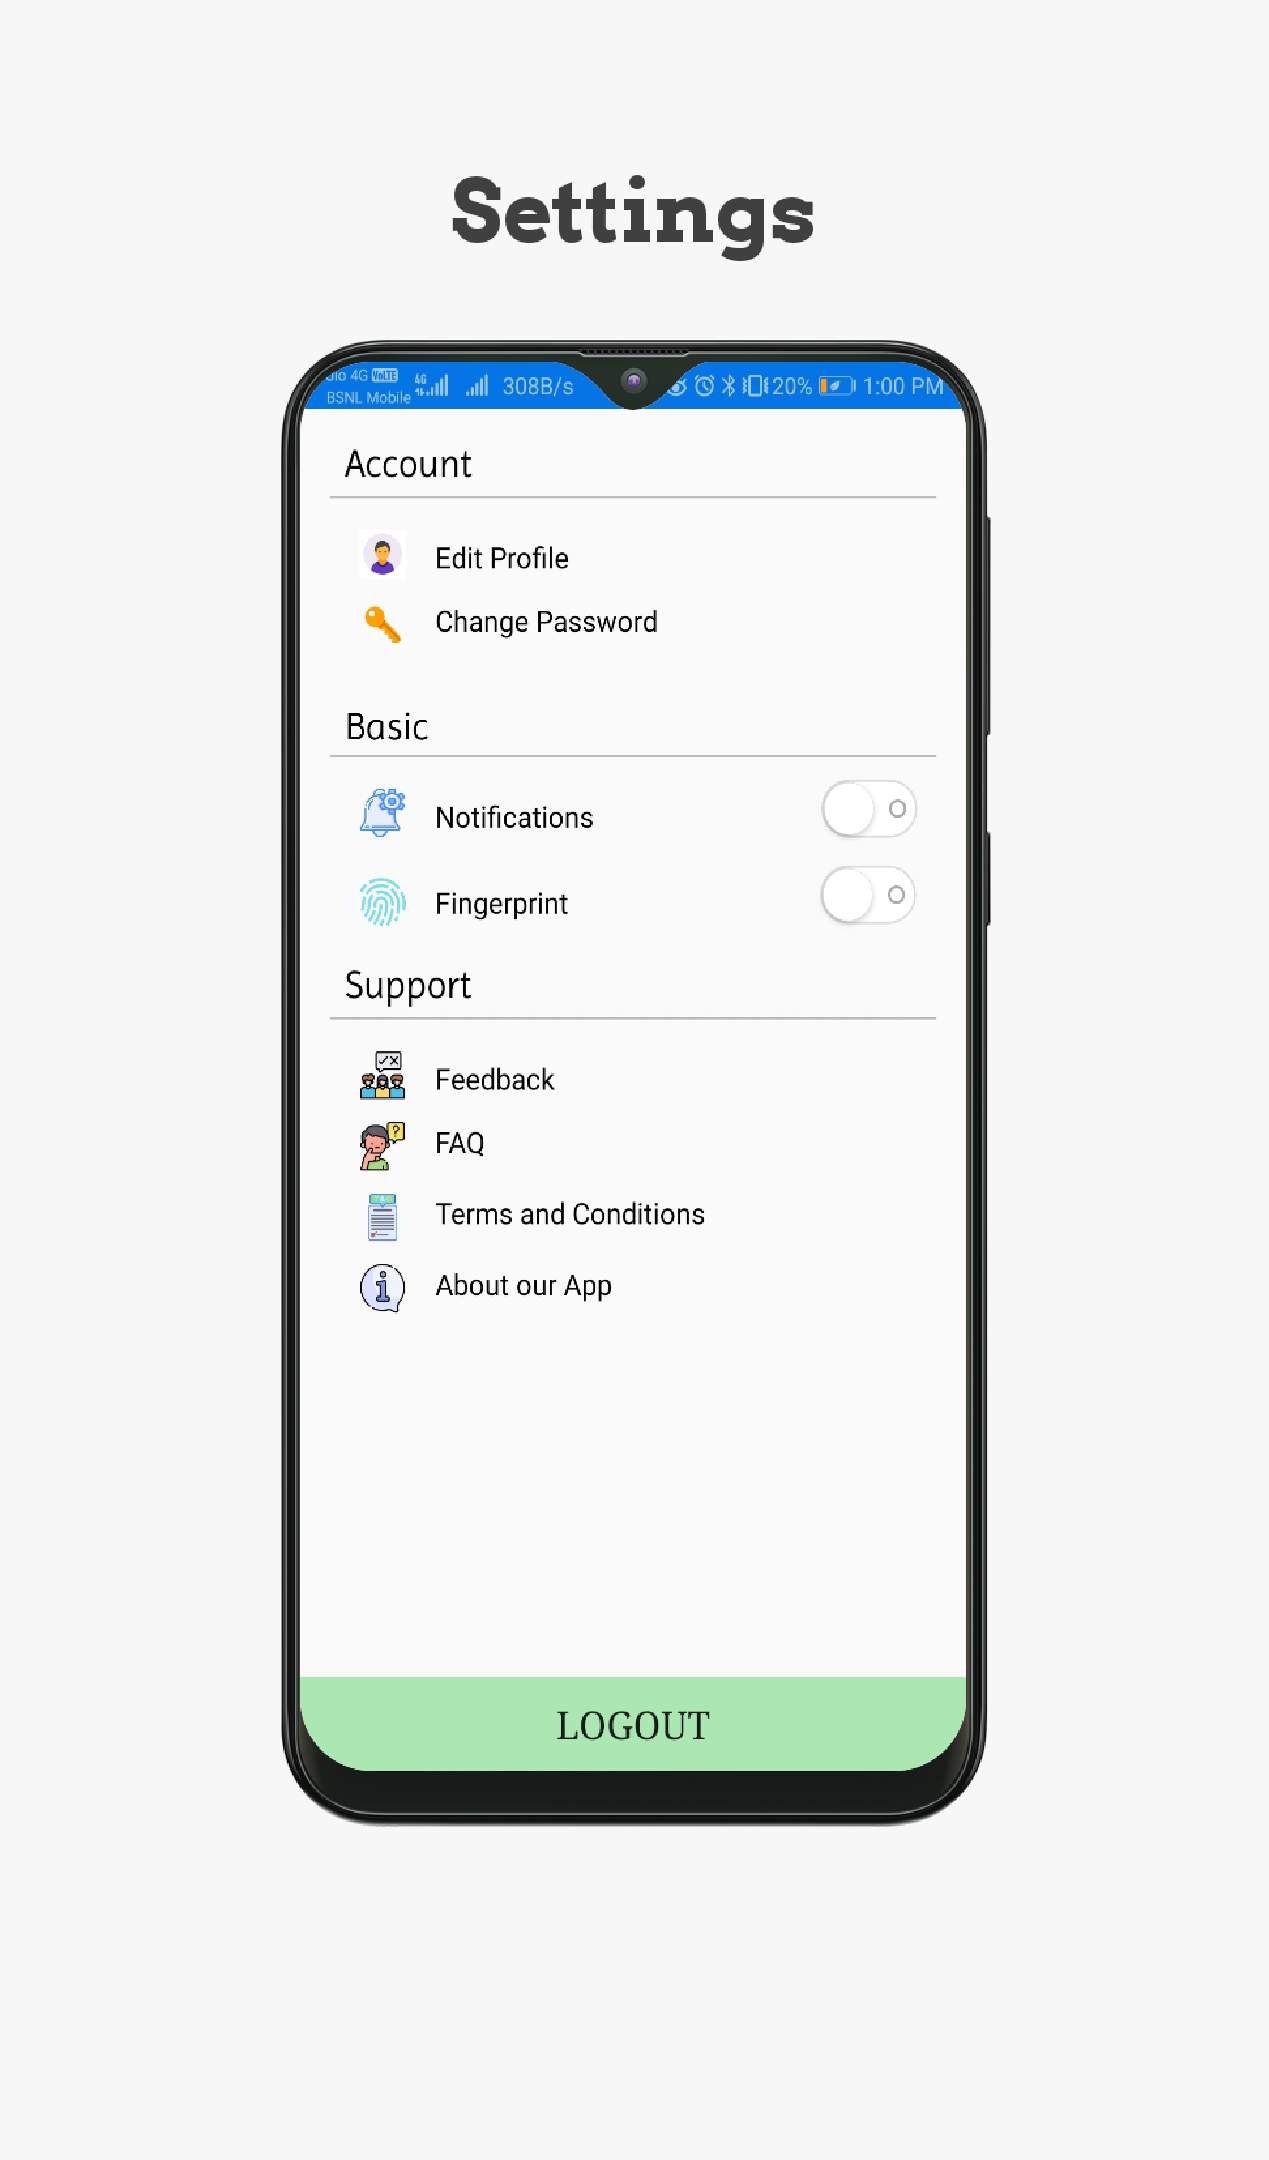 Settings
Jio 4G VoLTE
BSNL Mobile
4G
308B/s
20%
1:00 PM
Account
Edit Profile
Change Password
Basic
Notifications
Fingerprint
Support
Feedback
FAQ
Terms and Conditions
About our App
LOGOUT